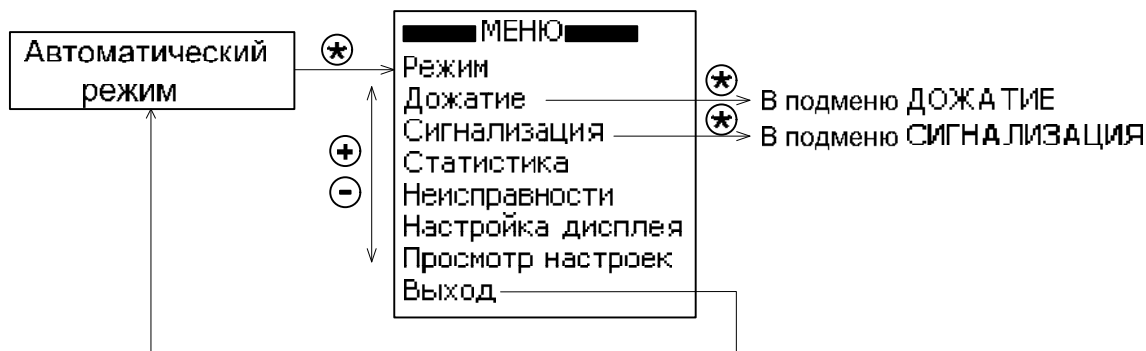 МЕНЮ
Автоматический
режим
Режим
Дожатие
В подменю ДОЖАТИЕ
Сигнализация
В подменю СИГНАЛИЗАЦИЯ
Статистика
Неисправности
Настройка дисплея
Просмотр настроек
Выход